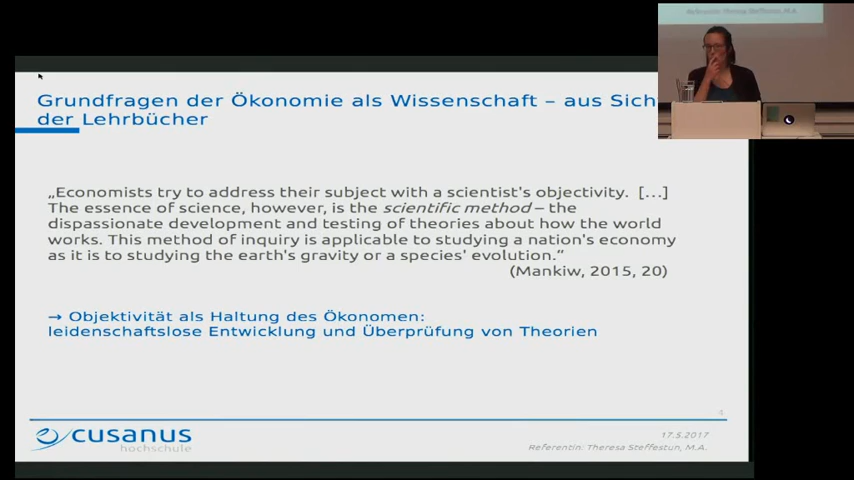 Grundfragen der Ökonomie als Wissenschaft – aus Sich
der Lehrbücher
„Economists try to address their subject with a scientist's objectivity. [...]
The essence of science, however, is the scientific method – the
dispassionate development and testing of theories about how the world
works. This method of inquiry is applicable to studying a nation's economy
as it is to studying the earth's gravity or a species' evolution.“
(Mankiw, 2015, 20)
→ Objektivität als Haltung des Ökonomen:
leidenschaftslose Entwicklung und Überprüfung von Theorien
4
cusanus
hochschule
17.5.2017
Referentin: Theresa Steffestun, M.A.